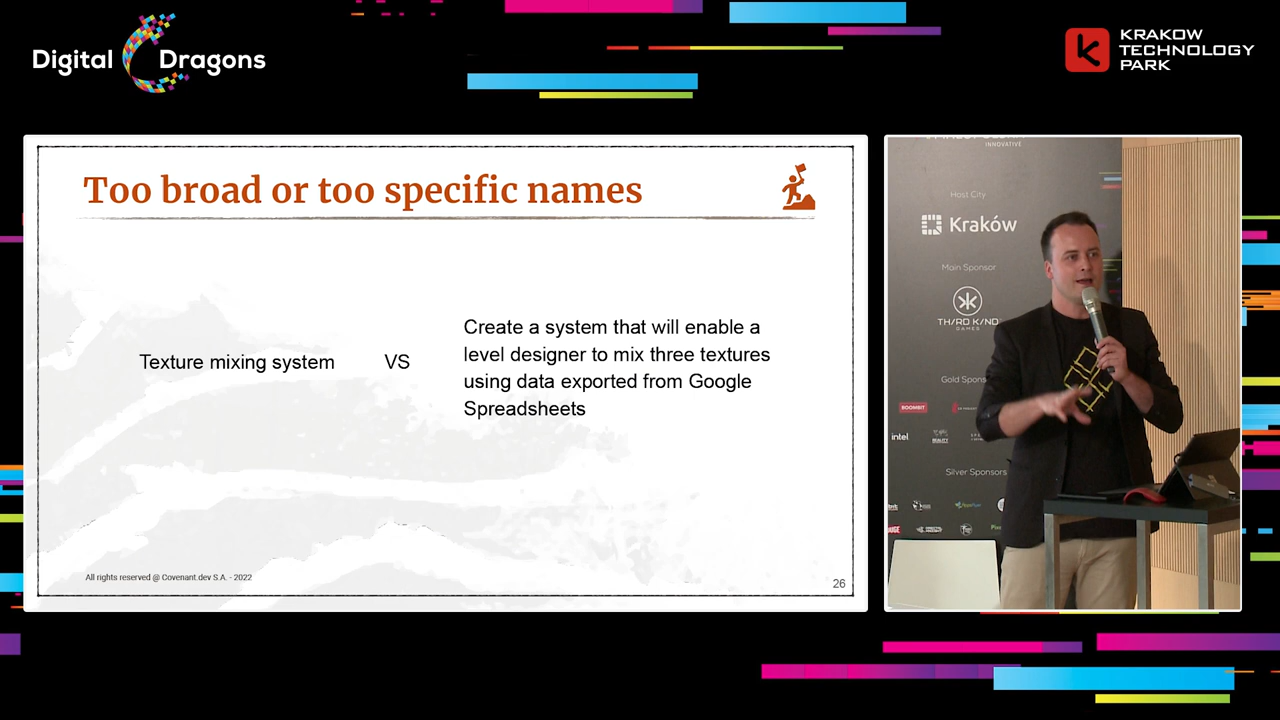 Digital Dragons
KRAKOW
TECHNOLOGY
PARK
Too broad or too specific names
Texture mixing system
VS
Create a system that will enable a
level designer to mix three textures
using data exported from Google
Spreadsheets
All rights reserved @ Covenant.dev S.A. - 2022
26
INNOVATIVE
Host City
Kraków
Main Sponsor
TH/RD K/ND
GAMES
Gold Spons
BOOMBIT
intel
Silver Sponsors